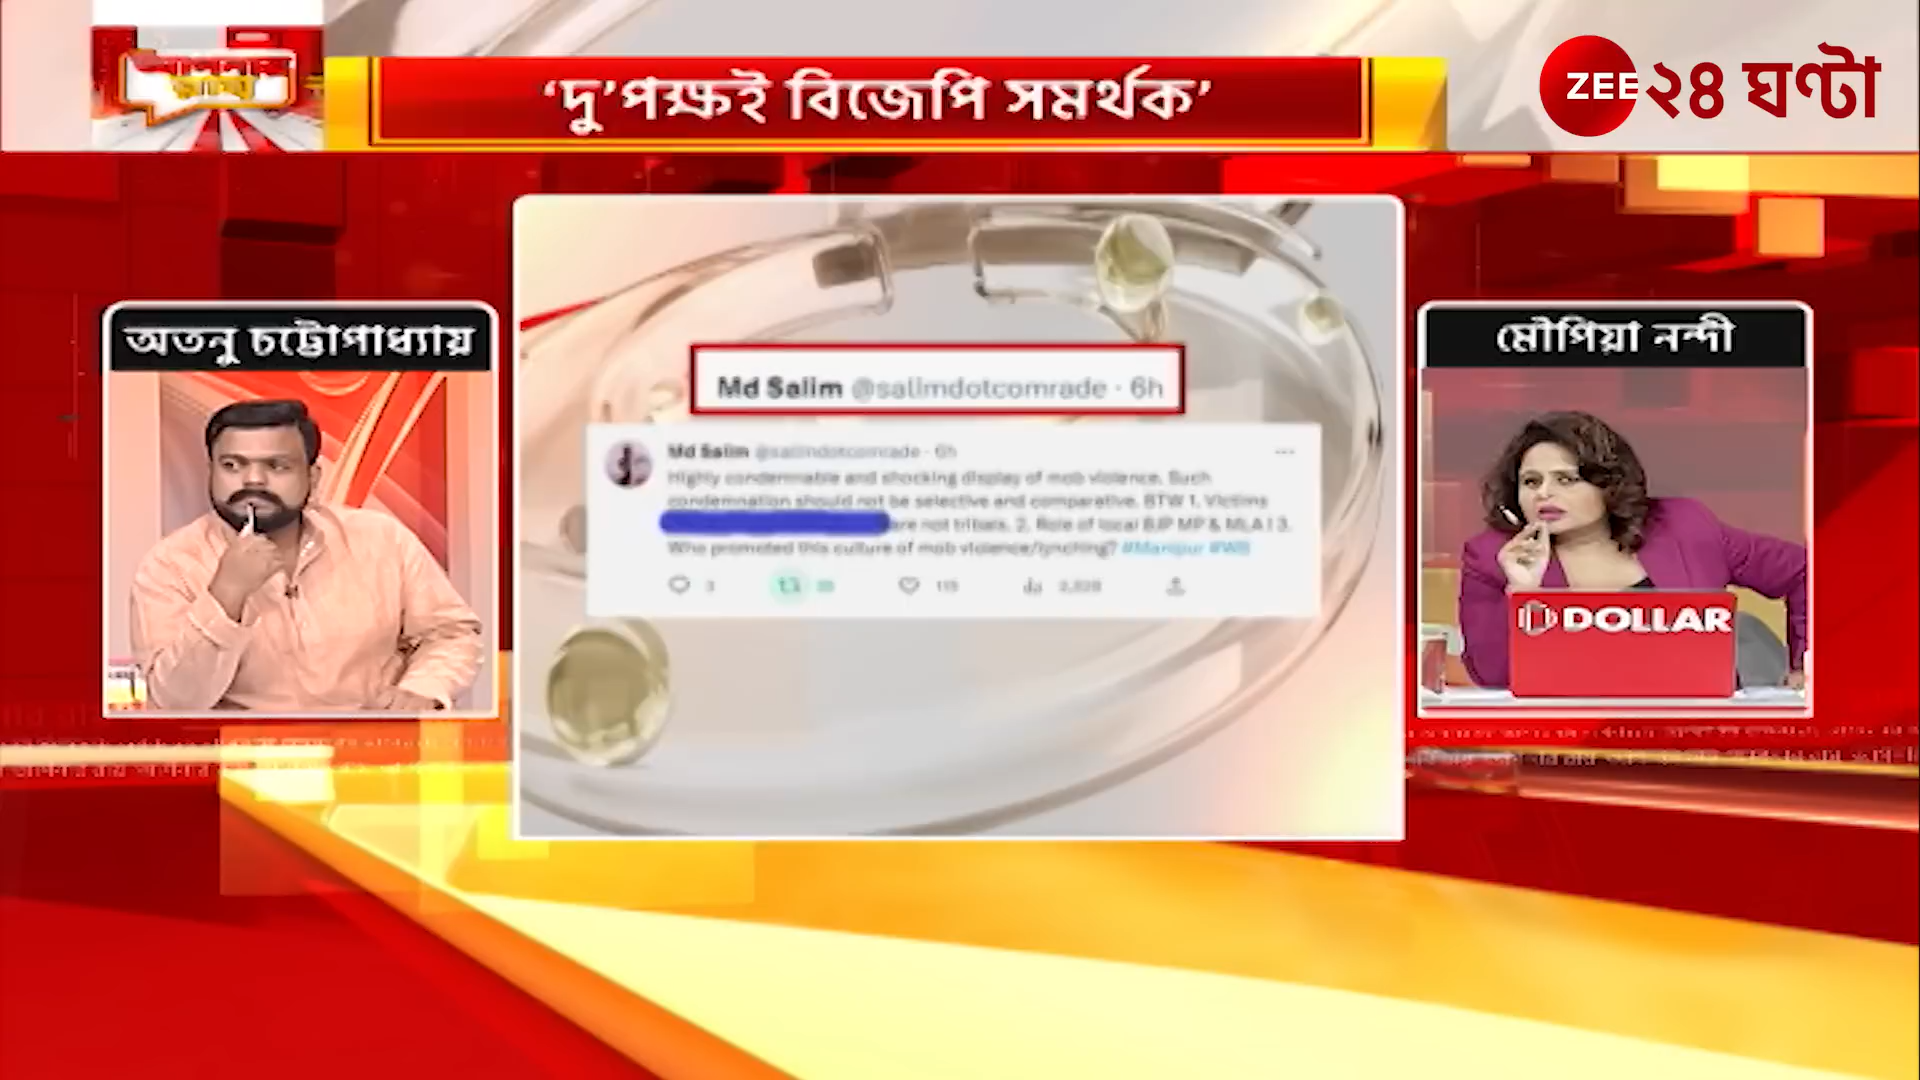 ‘দু’পক্ষই বিজেপি সমর্থক’
ZEE ২৪ ঘণ্টা
অতনু চট্টোপাধ্যায়
মৌপিয়া নন্দী
Md Salim @salimdotcomrade · 6h
Md Salim @salimdotcomrade · 6h
Highly condemnable and shocking display of mob violence. Such
condemnation should not be selective and comparative. BTW 1. Victims
are not tribals. 2. Role of local BJP MP & MLA! 3.
Who promoted this culture of mob violence/lynching? #Manipur #WB
3
115
DOLLAR